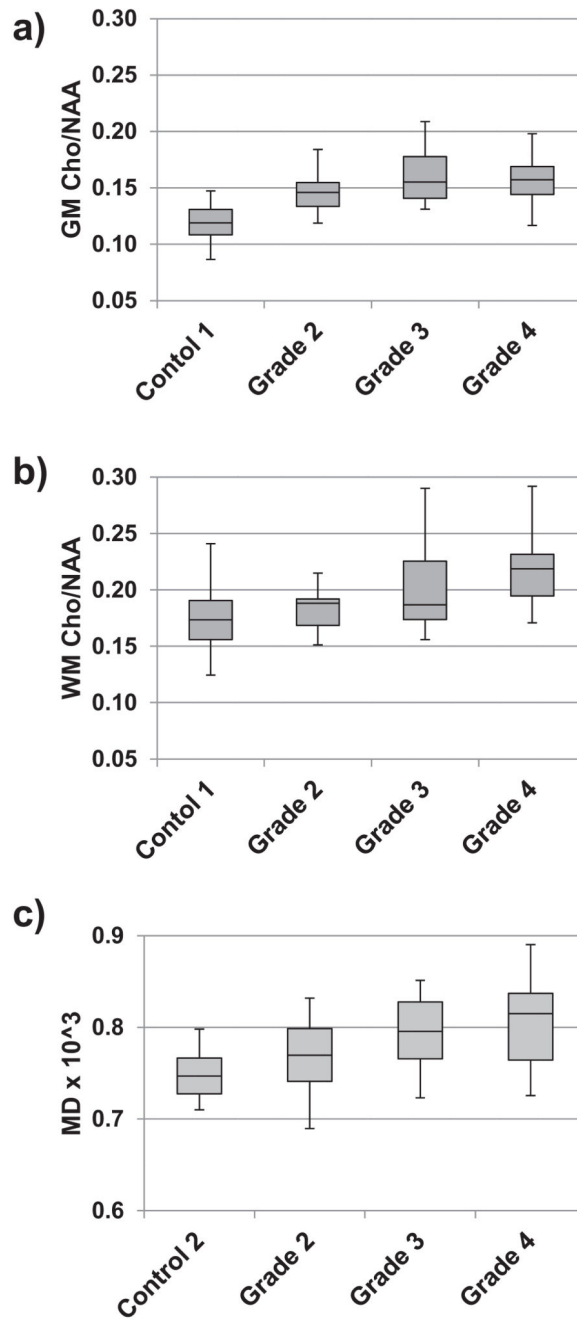 a)
0.30
0.25
0.20
0.15
0.10
0.05
GM Cho/NAA
Contol 1
Grade 2
Grade 3
Grade 4
b)
0.30
0.25
0.20
0.15
0.10
0.05
WM Cho/NAA
Contol 1
Grade 2
Grade 3
Grade 4
c)
0.9
0.8
0.7
0.6
MD x 10^3
Control 2
Grade 2
Grade 3
Grade 4